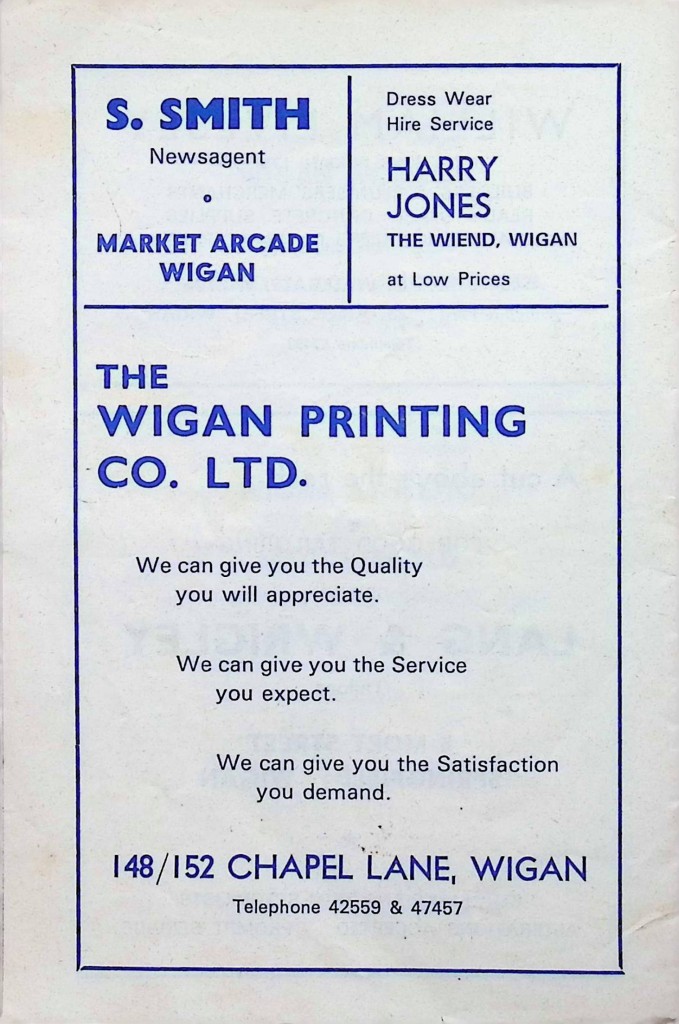 S. SMITH
Newsagent
MARKET ARCADE
WIGAN
Dress Wear
Hire Service
HARRY
JONES
THE WIEND, WIGAN
at Low Prices
THE
WIGAN PRINTING
CO. LTD.
We can give you the Quality
you will appreciate.
We can give you the Service
you expect.
We can give you the Satisfaction
you demand.
148/152 CHAPEL LANE, WIGAN
Telephone 42559 & 47457